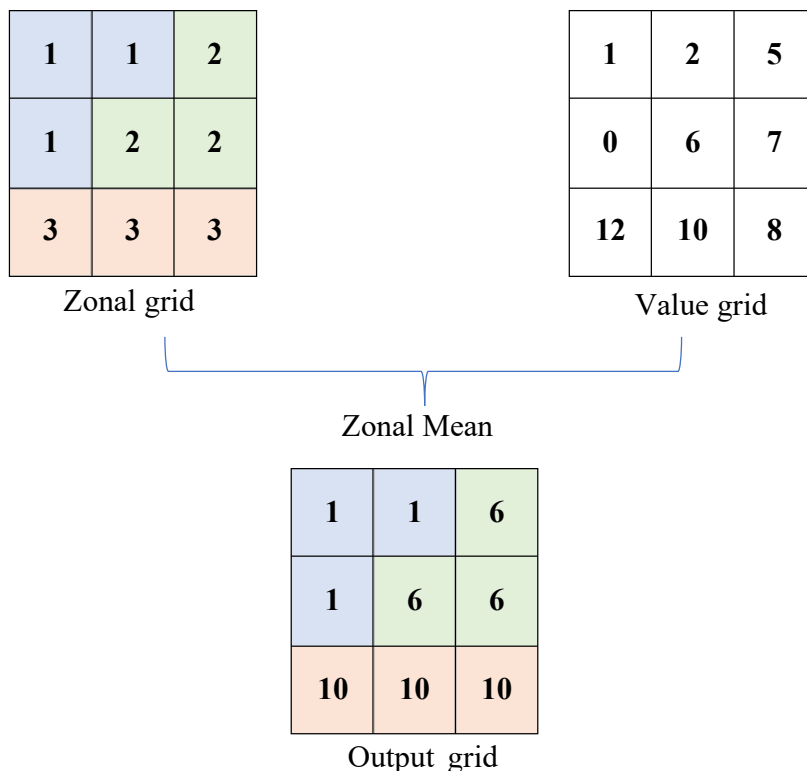 1 1 2
1 2 2
3 3 3
Zonal grid
1 2 5
0 6 7
12 10 8
Value grid
Zonal Mean
1 1 6
1 6 6
10 10 10
Output grid